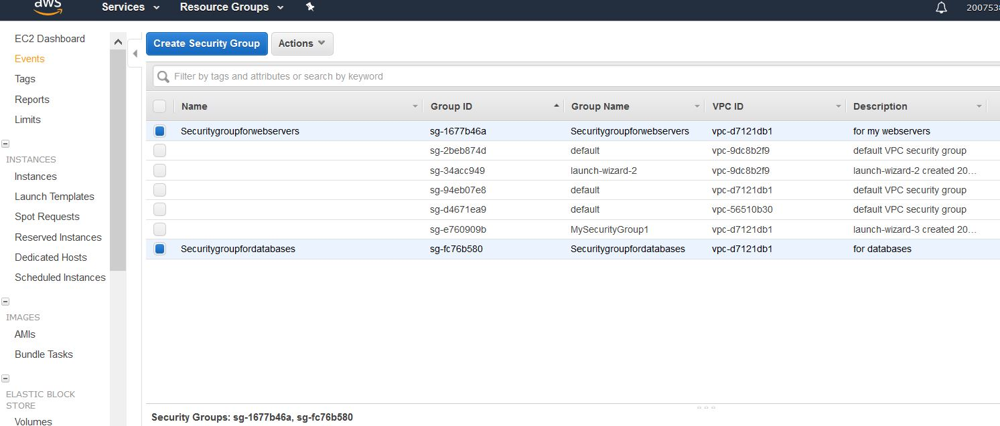 aws Services Resource Groups 200753
EC2 Dashboard
Events
Tags
Reports
Limits
INSTANCES
Instances
Launch Templates
Spot Requests
Reserved Instances
Dedicated Hosts
Scheduled Instances
IMAGES
AMIs
Bundle Tasks
ELASTIC BLOCK
STORE
Volumes
Create Security Group Actions
Filter by tags and attributes or search by keyword
Name Group ID Group Name VPC ID Description
Securitygroupforwebservers sg-1677b46a Securitygroupforwebservers vpc-d7121db1 for my webservers
sg-2beb874d default vpc-9dc8b2f9 default VPC security group
sg-34acc949 launch-wizard-2 vpc-9dc8b2f9 launch-wizard-2 created 20...
sg-94eb07e8 default vpc-d7121db1 default VPC security group
sg-d4671ea9 default vpc-56510b30 default VPC security group
sg-e760909b MySecurityGroup1 vpc-d7121db1 launch-wizard-3 created 20...
Securitygroupfordatabases sg-fc76b580 Securitygroupfordatabases vpc-d7121db1 for databases
Security Groups: sg-1677b46a, sg-fc76b580